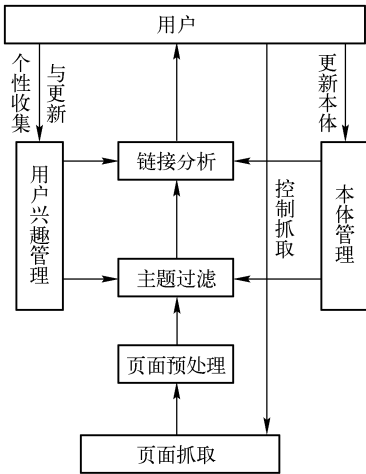 用户
个性收集
与更新
更新本体
链接分析
用户兴趣管理
控制抓取
本体管理
主题过滤
页面预处理
页面抓取